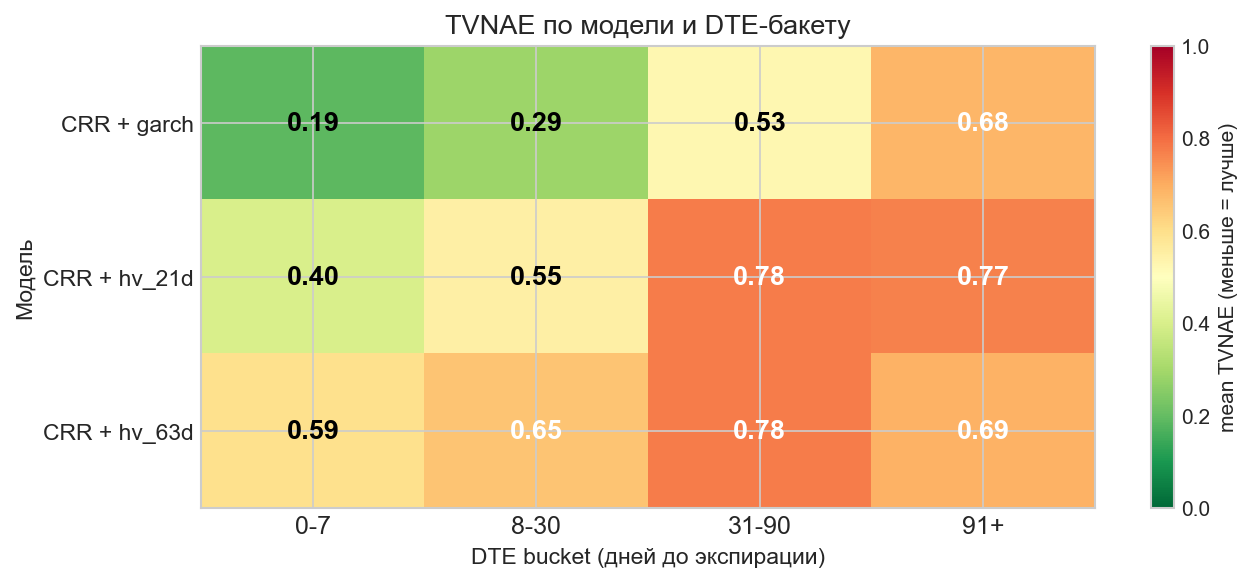 TVNAE по модели и DTE-бакету
Модель
CRR + garch
0.19 0.29 0.53 0.68
CRR + hv_21d
0.40 0.55 0.78 0.77
CRR + hv_63d
0.59 0.65 0.78 0.69
0-7 8-30 31-90 91+
DTE bucket (дней до экспирации)
1.0
0.8
0.6
0.4
0.2
0.0
mean TVNAE (меньше = лучше)